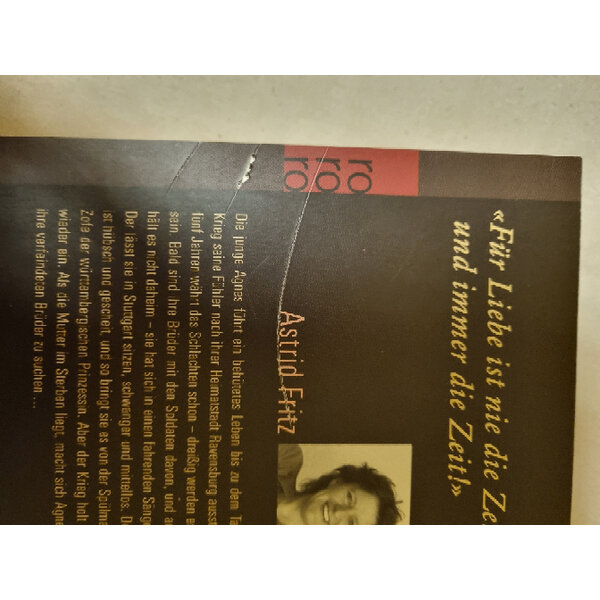 «Für Liebe ist nie die Ze
und immer die Zeit!»
ro
ro
ro
Astrid Fritz
Die junge Agnes führt ein behütetes Leben bis zu dem Ta
Krieg seine Fühler nach ihrer Heimatstadt Ravensburg auss
fünf Jahren währt das Schlachten schon – dreißig werden e
sein. Bald sind ihre Brüder mit den Soldaten davon, und a
hält es nicht daheim – sie hat sich in einen fahrenden Sänge
Der lässt sie in Stuttgart sitzen, schwanger und mittellos. D
ist hübsch und gescheit, und so bringt sie es von der Spülma
Zofe der württembergischen Prinzessin. Aber der Krieg holt
wieder ein. Als die Mutter im Sterben liegt, macht sich Agne
ihre verfeindeten Brüder zu suchen ...